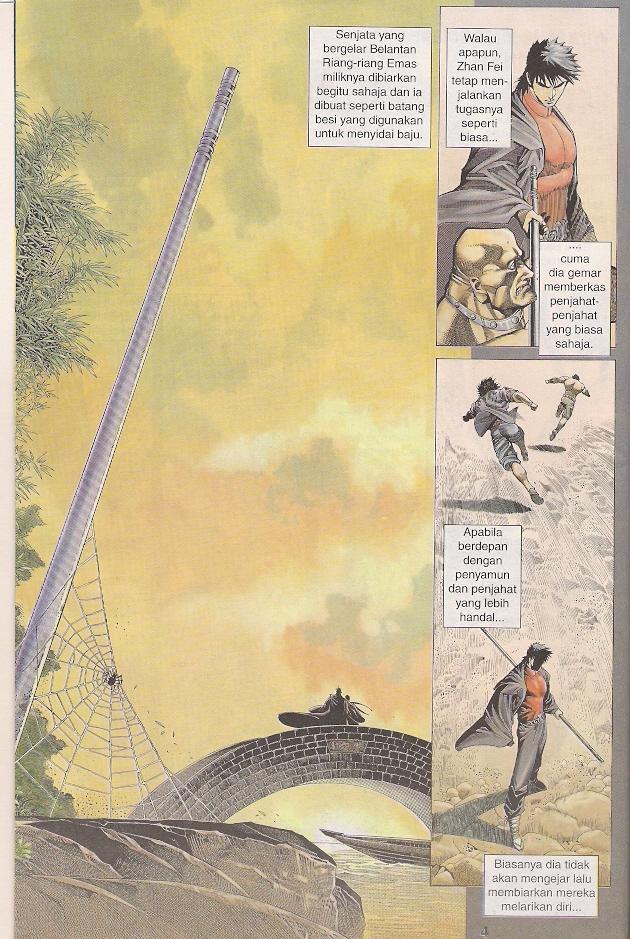 Senjata yang
bergelar Belantan
Riang-riang Emas
miliknya dibiarkan
begitu sahaja dan ia
dibuat seperti batang
besi yang digunakan
untuk menyidai baju.
Walau
apapun,
Zhan Fei
tetap men-
jalankan
tugasnya
seperti
biasa...
....
cuma
dia gemar
memberkas
penjahat-
penjahat
yang biasa
sahaja.
Apabila
berdepan
dengan
penyamun
dan penjahat
yang lebih
handal...
Biasanya dia tidak
akan mengejar lalu
membiarkan mereka
melarikan diri...
4